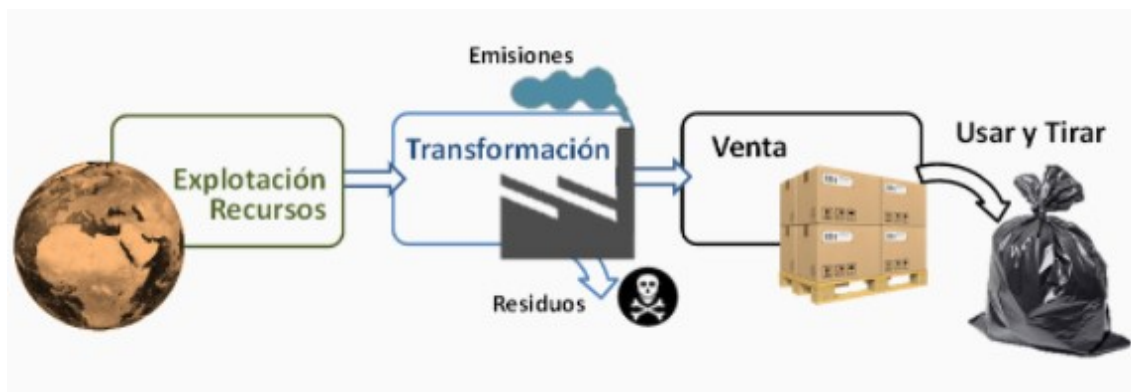 Emisiones
Explotación
Recursos
Transformación
Venta
Usar y Tirar
Residuos